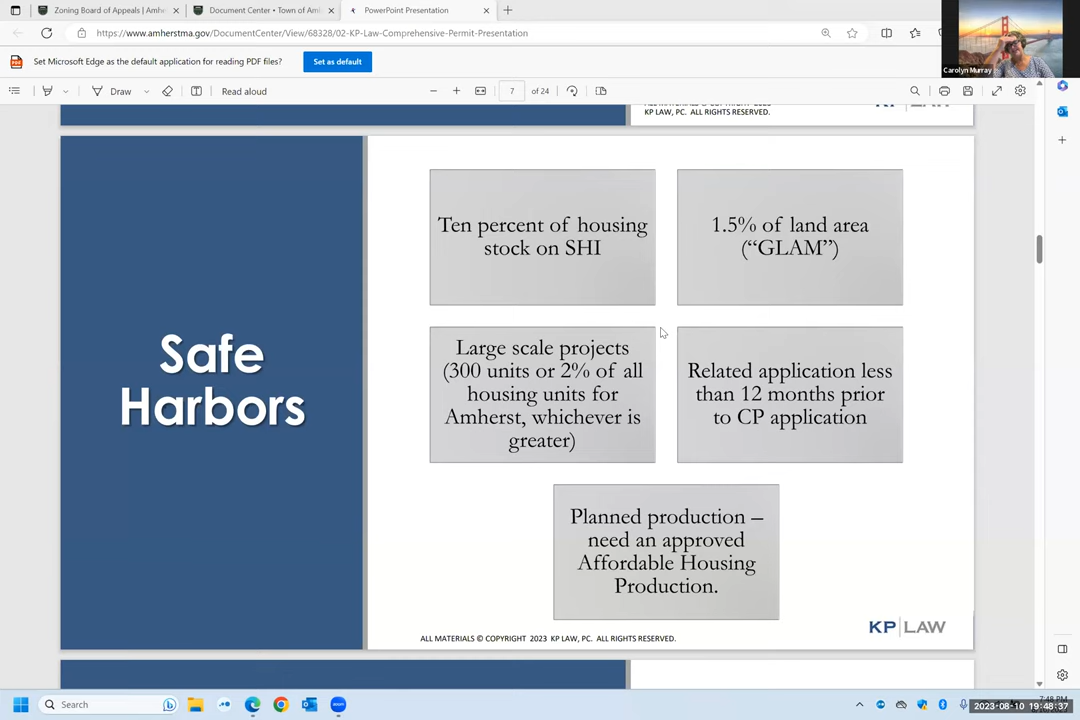 Zoning Board of Appeals | Amh
Document Center • Town of Am
PowerPoint Presentation
https://www.amherstma.gov/DocumentCenter/View/68328/02-KP-Law-Comprehensive-Permit-Presentation
Set Microsoft Edge as the default application for reading PDF files?
Set as default
Carolyn Murray
Draw
Read aloud
7
of 24
KP LAW, PC. ALL RIGHTS RESERVED.
Safe
Harbors
Ten percent of housing
stock on SHI
1.5% of land area
(“GLAM”)
Large scale projects
(300 units or 2% of all
housing units for
Amherst, whichever is
greater)
Related application less
than 12 months prior
to CP application
Planned production –
need an approved
Affordable Housing
Production.
ALL MATERIALS © COPYRIGHT 2023 KP LAW, PC. ALL RIGHTS RESERVED.
KP | LAW
Search
7:48 PM
2023-08-10 19:48:37